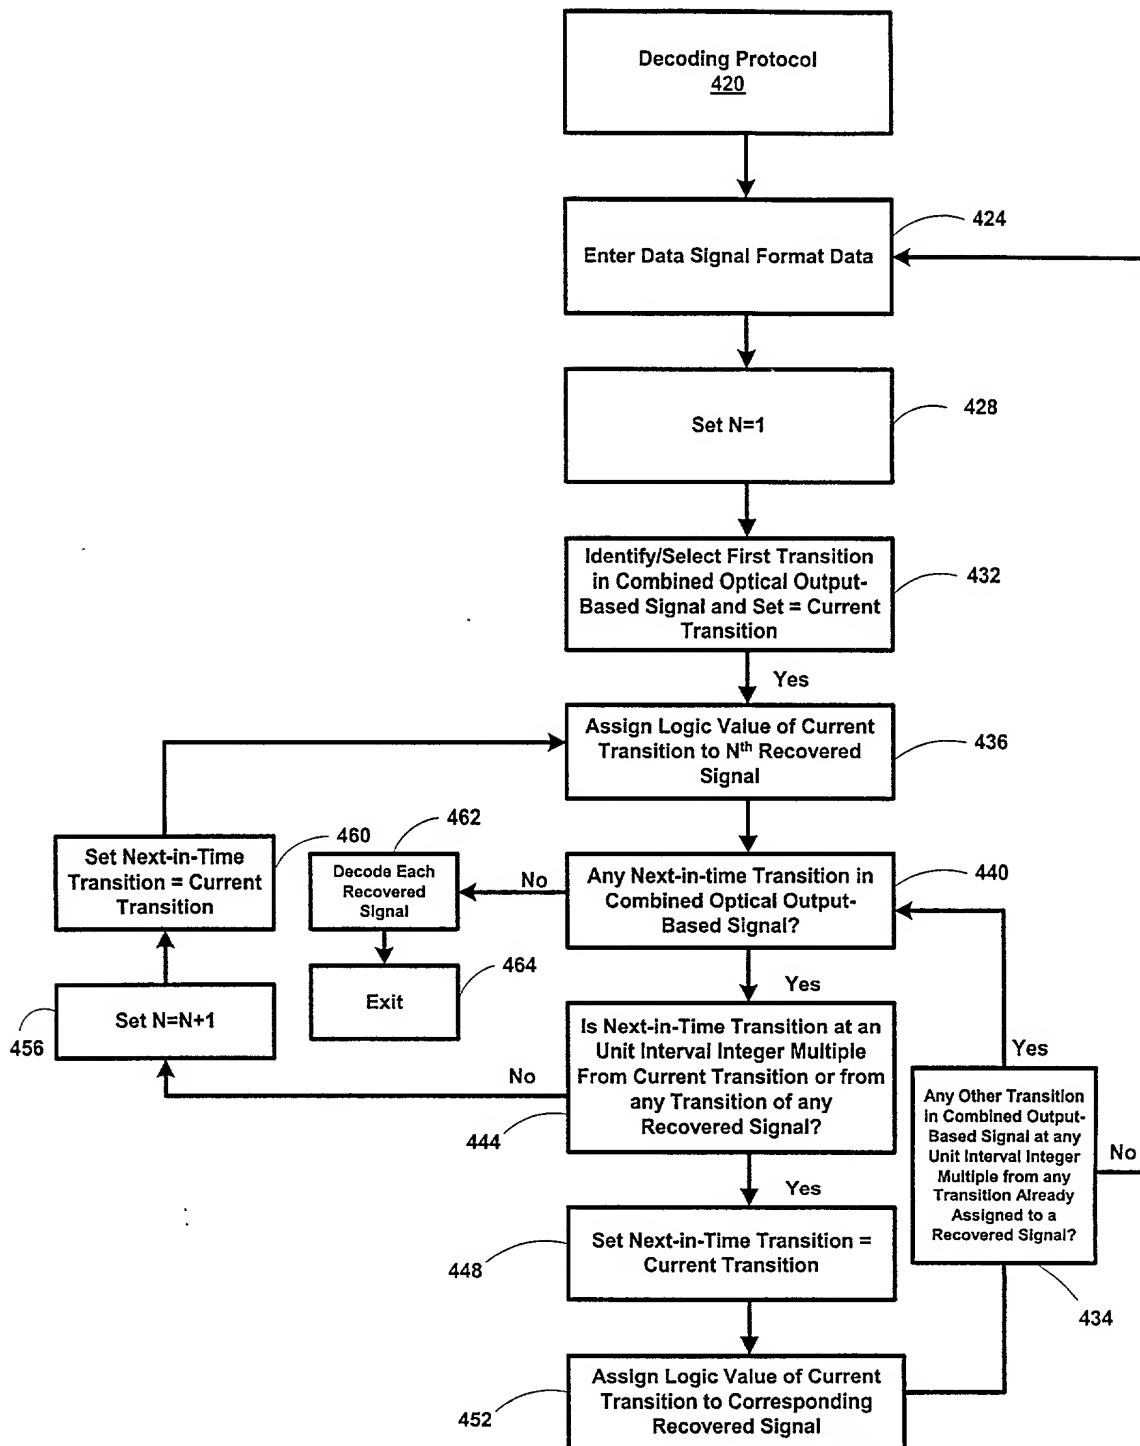 Decoding Protocol
420
424
Enter Data Signal Format Data
428
Set N=1
Identify/Select First Transition
in Combined Optical Output-
Based Signal and Set = Current
Transition
432
Yes
Assign Logic Value of Current
Transition to Nth Recovered
Signal
436
460
Set Next-in-Time
Transition = Current
Transition
462
Decode Each
Recovered
Signal
No
Any Next-in-time Transition in
Combined Optical Output-
Based Signal?
440
Yes
464
Exit
Set N=N+1
456
No
Is Next-in-Time Transition at an
Unit Interval Integer Multiple
From Current Transition or from
any Transition of any
Recovered Signal?
444
Yes
Any Other Transition
in Combined Output-
Based Signal at any
Unit Interval Integer
Multiple from any
Transition Already
Assigned to a
Recovered Signal?
No
434
Yes
Set Next-in-Time Transition =
Current Transition
448
Assign Logic Value of Current
Transition to Corresponding
Recovered Signal
452